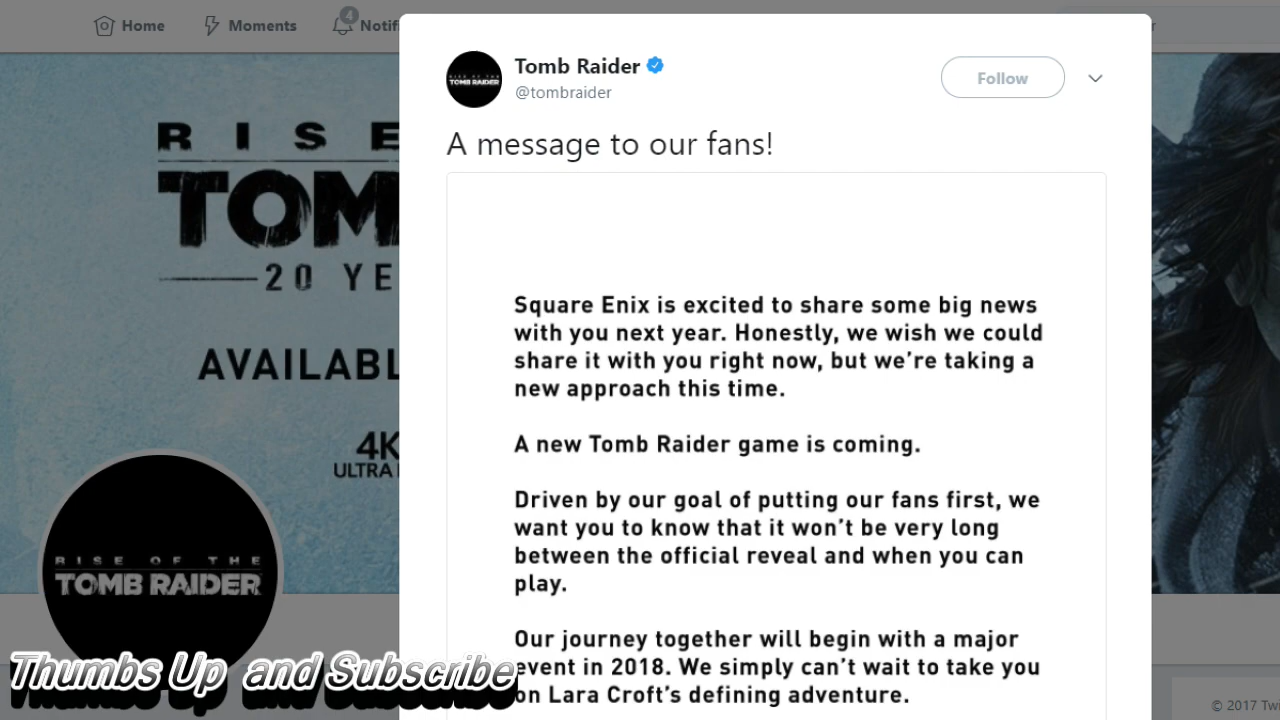 Home
Moments
4
Notif
r
Tomb Raider
@tombraider
Follow
A message to our fans!
RISE OF THE
TOMB RAIDER
RISE
TOM
20 YE
AVAILABL
4K
ULTRA
Square Enix is excited to share some big news
with you next year. Honestly, we wish we could
share it with you right now, but we're taking a
new approach this time.
A new Tomb Raider game is coming.
Driven by our goal of putting our fans first, we
want you to know that it won't be very long
between the official reveal and when you can
play.
Our journey together will begin with a major
event in 2018. We simply can't wait to take you
on Lara Croft's defining adventure.
RISE OF THE
TOMB RAIDER
Thumbs Up and Subscribe
© 2017 Twi